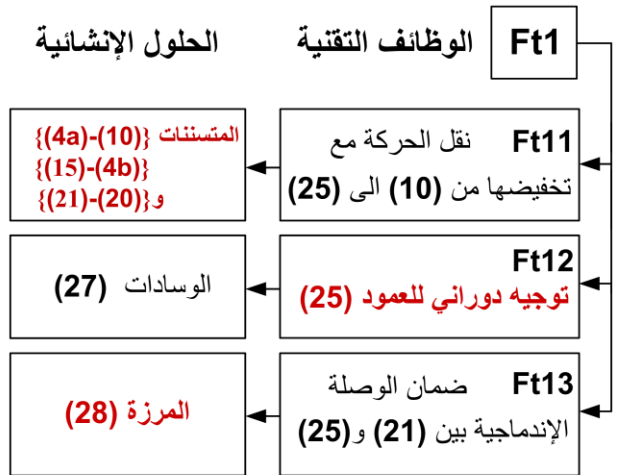 Ft1
الوظائف التقنية
الحلول الإنشائية
Ft11 نقل الحركة مع
تخفيضها من (10) الى (25)
المتسننات {(10)-(4a)}
{(4b)-(15)}
و{(20)-(21)}
Ft12
توجيه دوراني للعمود (25)
الوسادات (27)
Ft13 ضمان الوصلة
الإندماجية بين (21) و(25)
المرزة (28)